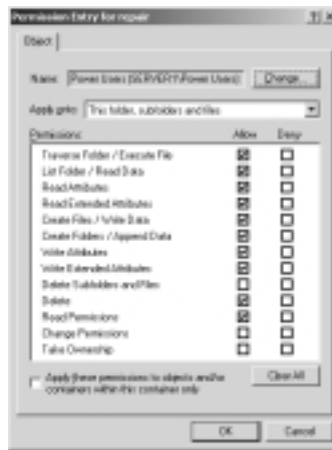 Permission Entry for repair
Object
Name: Power Users (SERVER1\Power Users) Change...
Apply onto: This folder, subfolders and files
Permissions: Allow Deny
Traverse Folder / Execute File
List Folder / Read Data
Read Attributes
Read Extended Attributes
Create Files / Write Data
Create Folders / Append Data
Write Attributes
Write Extended Attributes
Delete Subfolders and Files
Delete
Read Permissions
Change Permissions
Take Ownership
Apply these permissions to objects and/or
containers within this container only
Clear All
OK Cancel